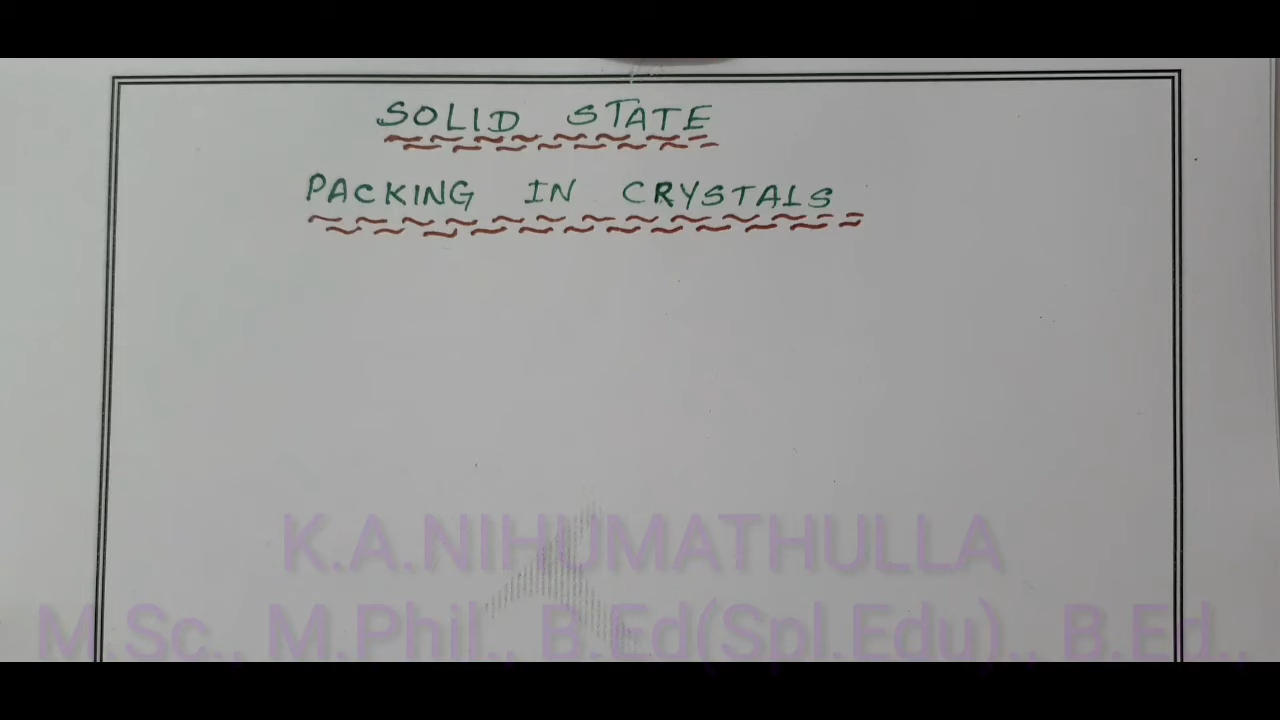 SOLID STATE
PACKING IN CRYSTALS
K.A.NIHUMATHULLA
M.Sc., M.Phil., B.Ed(Spl.Edu)., B.Ed.,